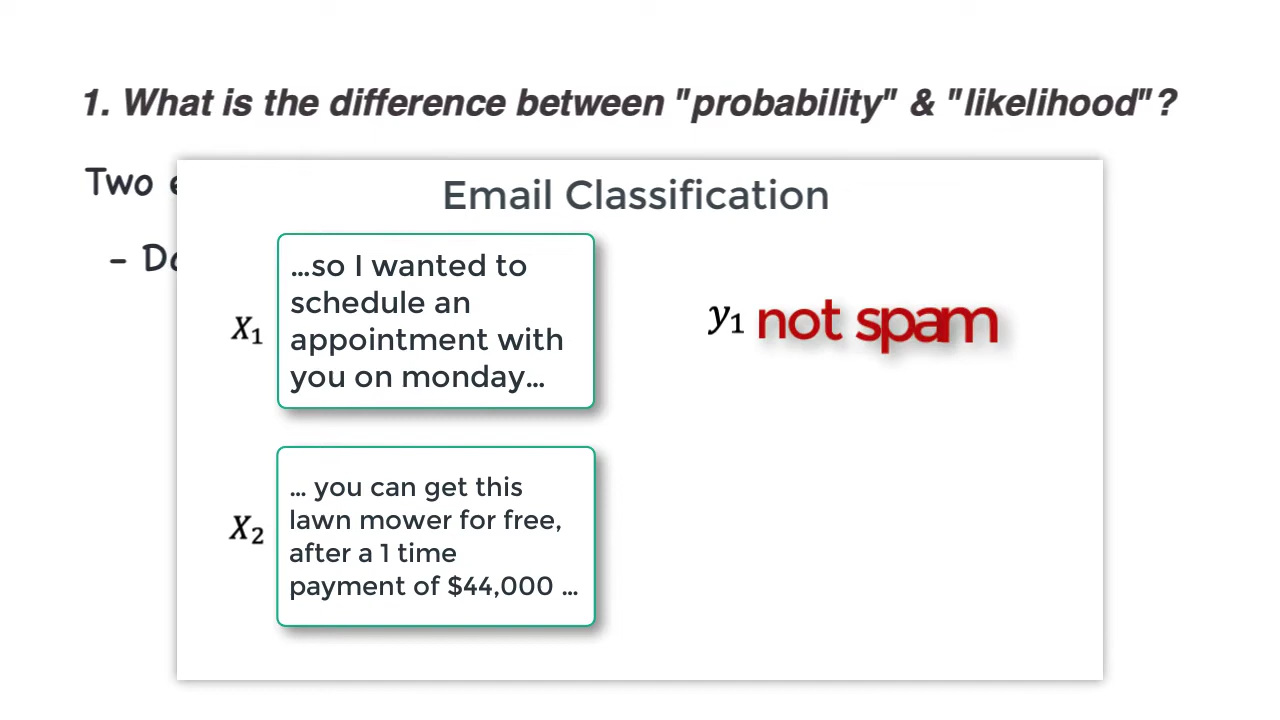 1. What is the difference between "probability" & "likelihood"?
Two
Email Classification
X₁
...so I wanted to
schedule an
appointment with
you on monday...
y₁ not spam
X₂
... you can get this
lawn mower for free,
after a 1 time
payment of $44,000 ...